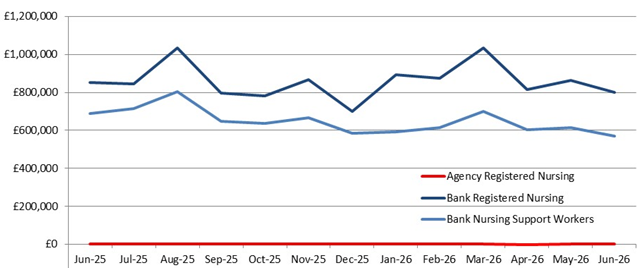 £1,200,000
£1,000,000
£800,000
£600,000
£400,000
£200,000
£0
Agency Registered Nursing
Bank Registered Nursing
Bank Nursing Support Workers
Jun-25 Jul-25 Aug-25 Sep-25 Oct-25 Nov-25 Dec-25 Jan-26 Feb-26 Mar-26 Apr-26 May-26 Jun-26